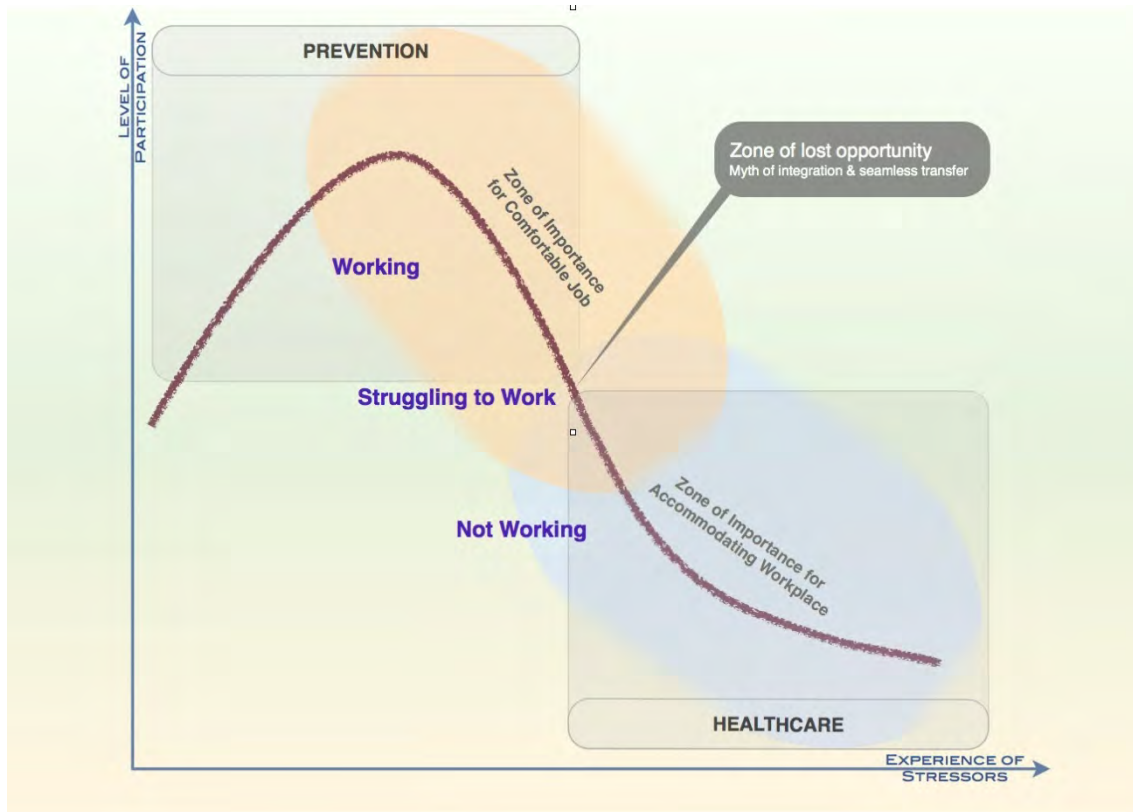 LEVEL OF
PARTICIPATION
PREVENTION
Zone of lost opportunity
Myth of integration & seamless transfer
Zone of Importance
for Comfortable Job
Working
Struggling to Work
Not Working
Zone of Importance for
Accommodating Workplace
HEALTHCARE
EXPERIENCE OF
STRESSORS